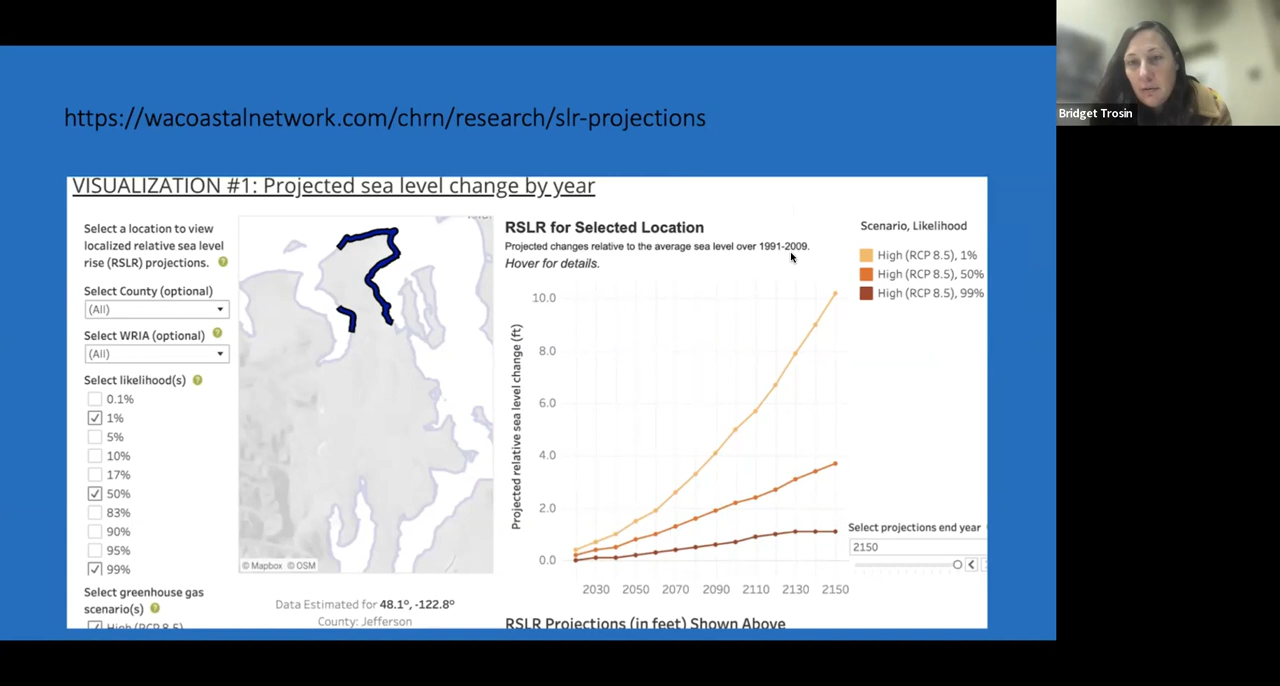 https://wacoastalnetwork.com/chrn/research/slr-projections
Bridget Trosin
VISUALIZATION #1: Projected sea level change by year
Select a location to view
localized relative sea level
rise (RSLR) projections.
Select County (optional)
(All)
Select WRIA (optional)
(All)
Select likelihood(s)
0.1%
1%
5%
10%
17%
50%
83%
90%
95%
99%
Select greenhouse gas
scenario(s)
High (RCP 8.5)
© Mapbox © OSM
Data Estimated for 48.1º, -122.8º
County: Jefferson
RSLR for Selected Location
Projected changes relative to the average sea level over 1991-2009.
Hover for details.
Projected relative sea level change (ft)
10.0
8.0
6.0
4.0
2.0
0.0
2030 2050 2070 2090 2110 2130 2150
RSLR Projections (in feet) Shown Above
Scenario, Likelihood
High (RCP 8.5), 1%
High (RCP 8.5), 50%
High (RCP 8.5), 99%
Select projections end year
2150